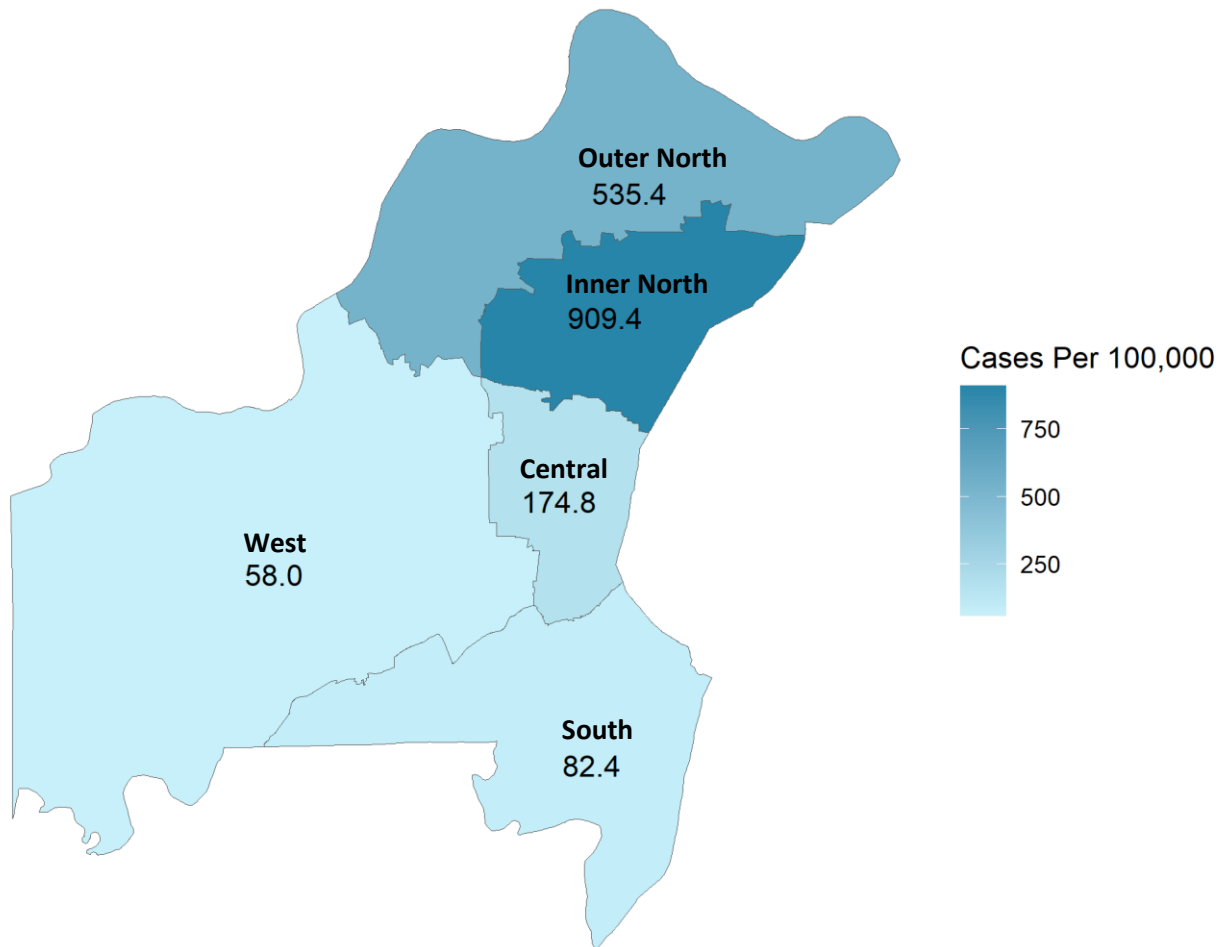 Outer North
535.4
Inner North
909.4
Cases Per 100,000
750
500
250
Central
174.8
West
58.0
South
82.4